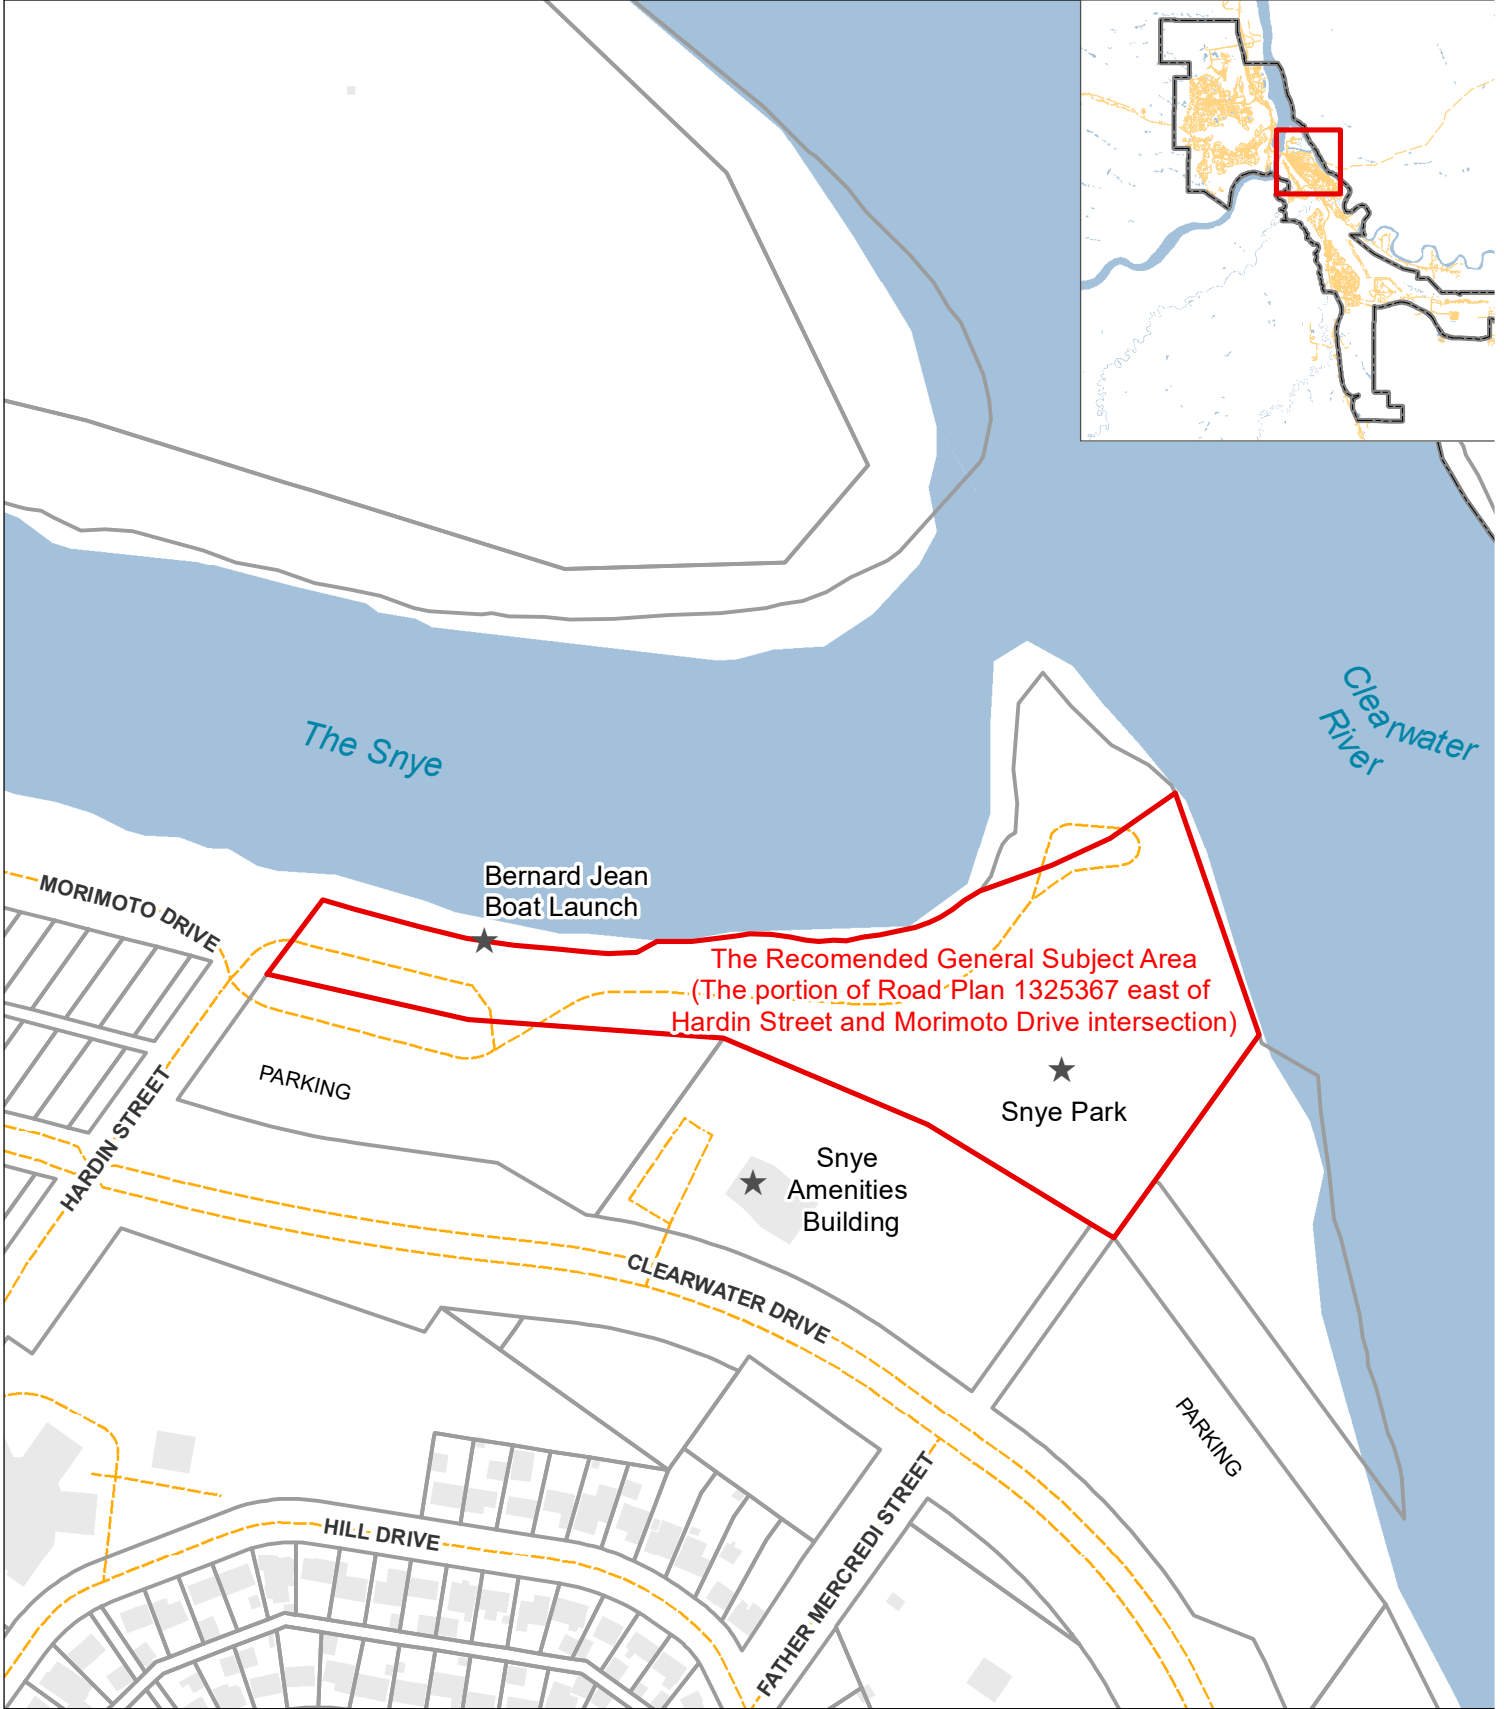 Clearwater
River
The Snye
Bernard Jean
Boat Launch
MORIMOTO DRIVE
The Recomended General Subject Area
(The portion of Road Plan 1325367 east of
Hardin Street and Morimoto Drive intersection)
PARKING
HARDIN STREET
Snye Park
Snye
Amenities
Building
CLEARWATER DRIVE
PARKING
HILL DRIVE
FATHER MERCREDI STREET